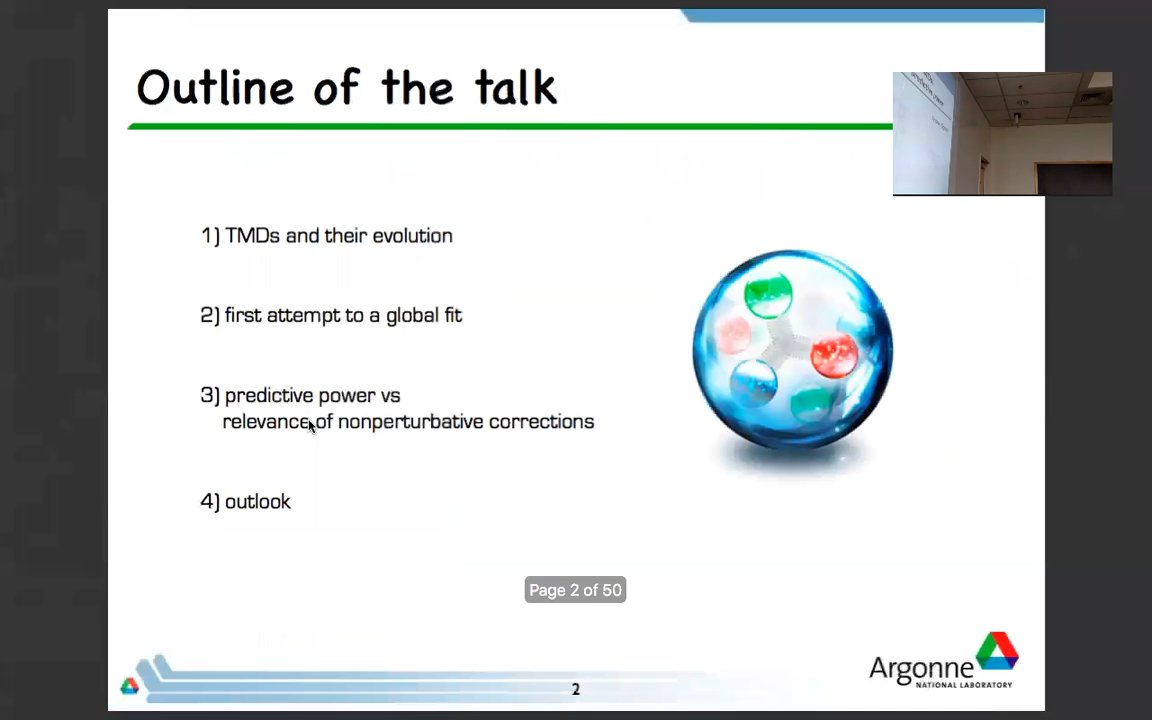 Outline of the talk
1) TMDs and their evolution
2) first attempt to a global fit
3) predictive power vs
relevance of nonperturbative corrections
4) outlook
Page 2 of 50
Argonne
NATIONAL LABORATORY
2